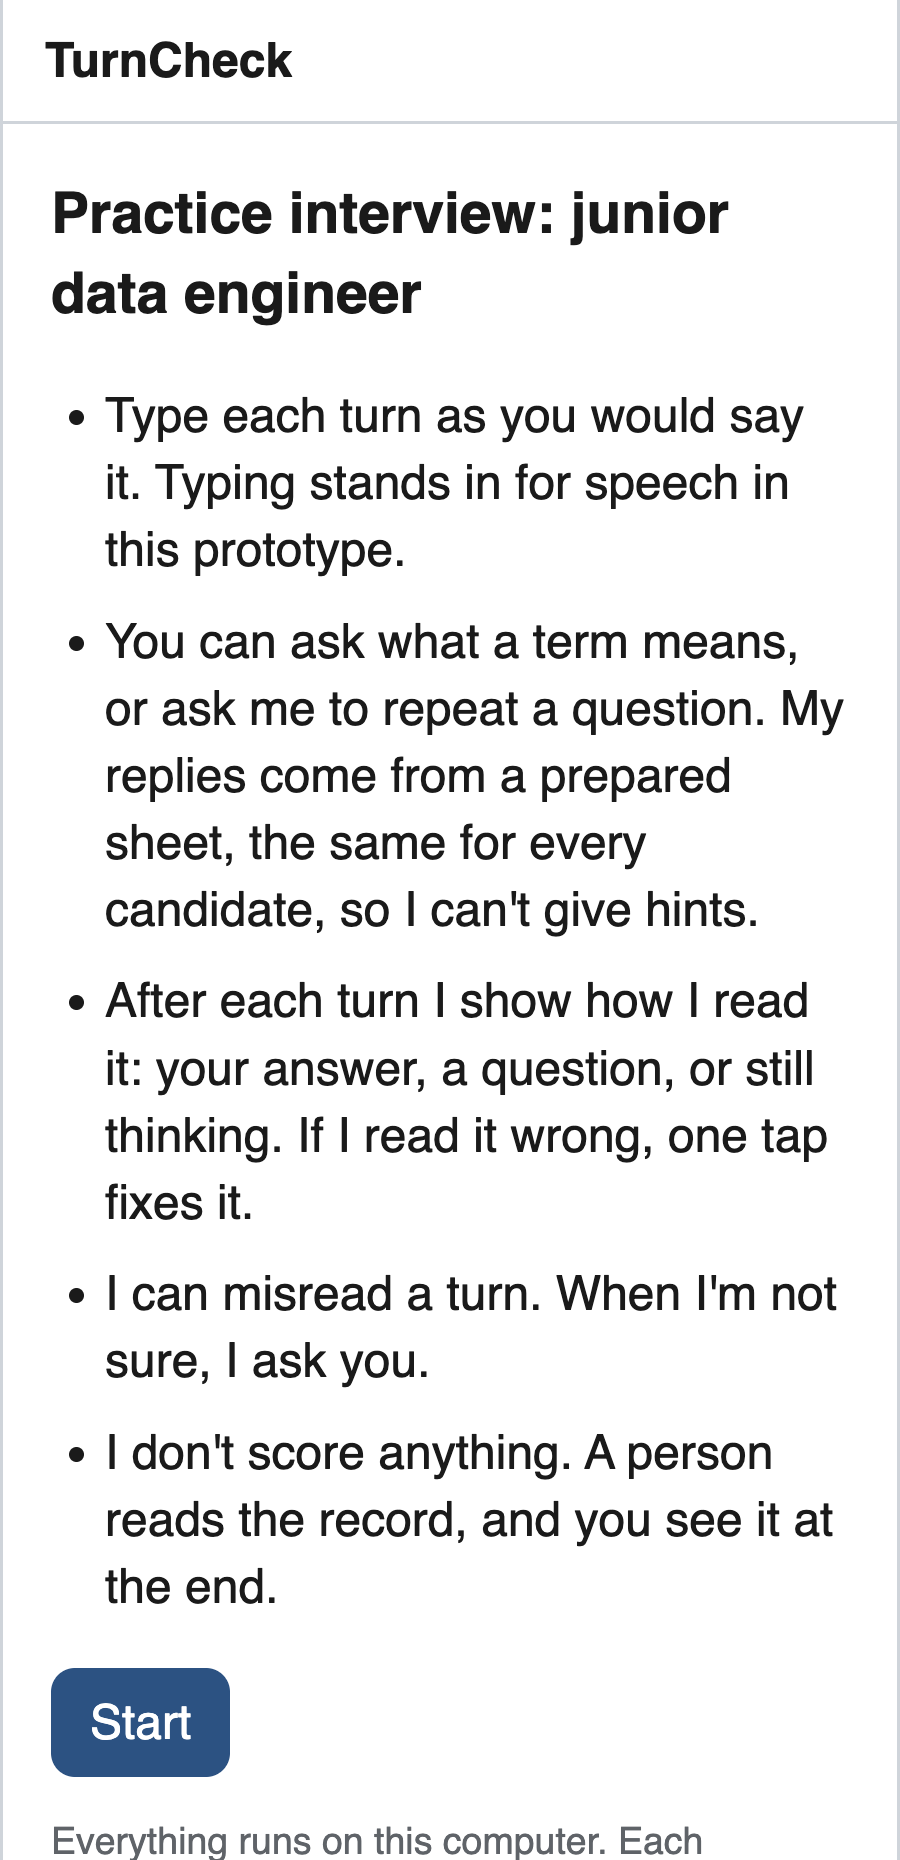 TurnCheck
Practice interview: junior
data engineer
• Type each turn as you would say
it. Typing stands in for speech in
this prototype.
• You can ask what a term means,
or ask me to repeat a question. My
replies come from a prepared
sheet, the same for every
candidate, so I can't give hints.
• After each turn I show how I read
it: your answer, a question, or still
thinking. If I read it wrong, one tap
fixes it.
• I can misread a turn. When I'm not
sure, I ask you.
• I don't score anything. A person
reads the record, and you see it at
the end.
Start
Everything runs on this computer. Each